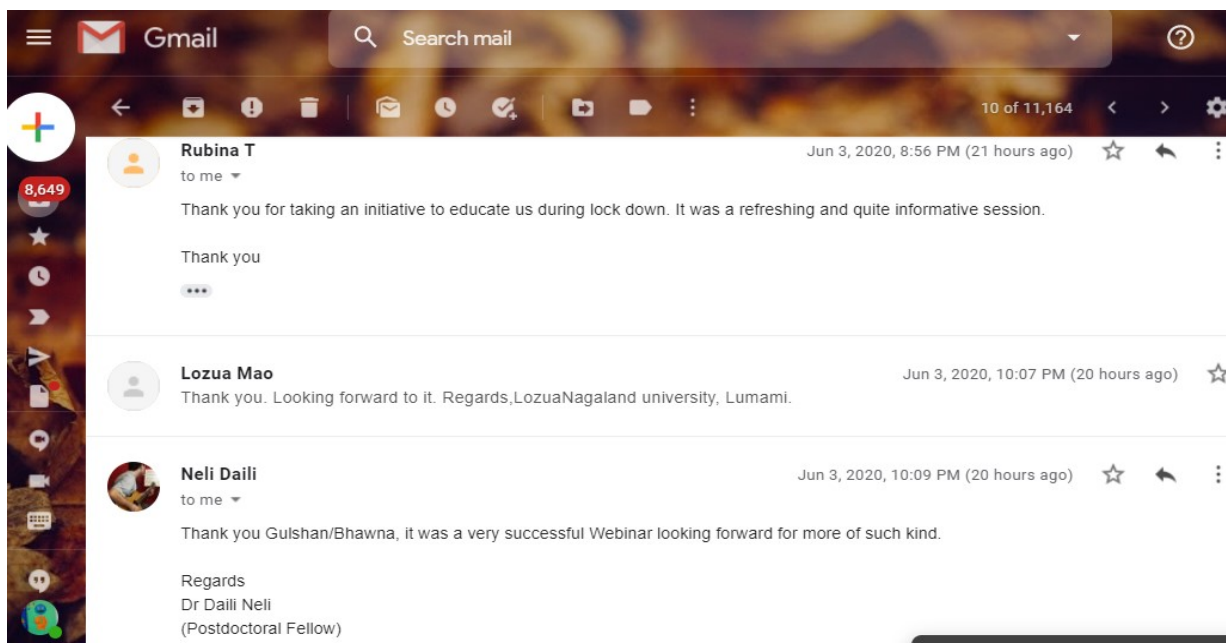 Gmail
Search mail
10 of 11,164
8,649
Rubina T
Jun 3, 2020, 8:56 PM (21 hours ago)
to me
Thank you for taking an initiative to educate us during lock down. It was a refreshing and quite informative session.
Thank you
Lozua Mao
Jun 3, 2020, 10:07 PM (20 hours ago)
Thank you. Looking forward to it. Regards,LozuaNagaland university, Lumami.
Neli Daili
Jun 3, 2020, 10:09 PM (20 hours ago)
to me
Thank you Gulshan/Bhawna, it was a very successful Webinar looking forward for more of such kind.
Regards
Dr Daili Neli
(Postdoctoral Fellow)